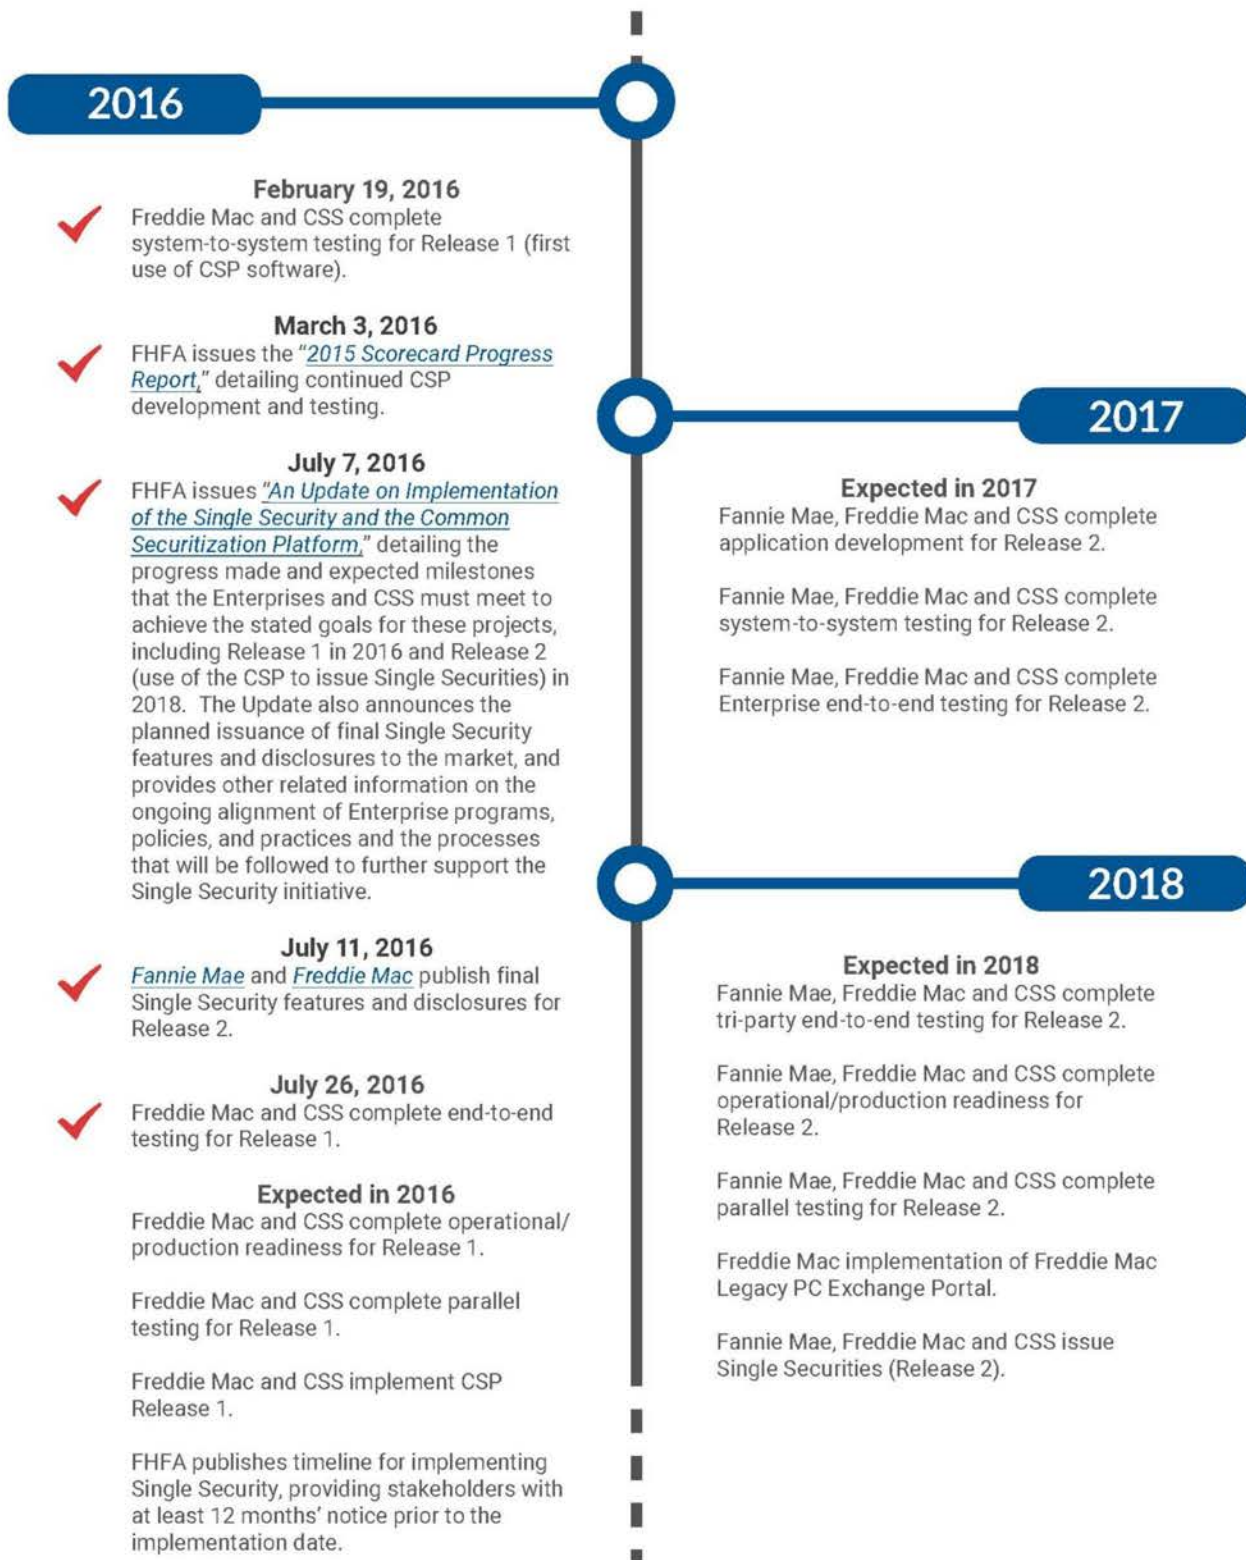 2016
February 19, 2016
Freddie Mac and CSS complete
system-to-system testing for Release 1 (first
use of CSP software).
March 3, 2016
FHFA issues the “2015 Scorecard Progress
Report,” detailing continued CSP
development and testing.
July 7, 2016
FHFA issues “An Update on Implementation
of the Single Security and the Common
Securitization Platform,” detailing the
progress made and expected milestones
that the Enterprises and CSS must meet to
achieve the stated goals for these projects,
including Release 1 in 2016 and Release 2
(use of the CSP to issue Single Securities) in
2018.  The Update also announces the
planned issuance of final Single Security
features and disclosures to the market, and
provides other related information on the
ongoing alignment of Enterprise programs,
policies, and practices and the processes
that will be followed to further support the
Single Security initiative.
July 11, 2016
Fannie Mae and Freddie Mac publish final
Single Security features and disclosures for
Release 2.
July 26, 2016
Freddie Mac and CSS complete end-to-end
testing for Release 1.
Expected in 2016
Freddie Mac and CSS complete operational/
production readiness for Release 1.
Freddie Mac and CSS complete parallel
testing for Release 1.
Freddie Mac and CSS implement CSP
Release 1.
FHFA publishes timeline for implementing
Single Security, providing stakeholders with
at least 12 months’ notice prior to the
implementation date.
2017
Expected in 2017
Fannie Mae, Freddie Mac and CSS complete
application development for Release 2.
Fannie Mae, Freddie Mac and CSS complete
system-to-system testing for Release 2.
Fannie Mae, Freddie Mac and CSS complete
Enterprise end-to-end testing for Release 2.
2018
Expected in 2018
Fannie Mae, Freddie Mac and CSS complete
tri-party end-to-end testing for Release 2.
Fannie Mae, Freddie Mac and CSS complete
operational/production readiness for
Release 2.
Fannie Mae, Freddie Mac and CSS complete
parallel testing for Release 2.
Freddie Mac implementation of Freddie Mac
Legacy PC Exchange Portal.
Fannie Mae, Freddie Mac and CSS issue
Single Securities (Release 2).